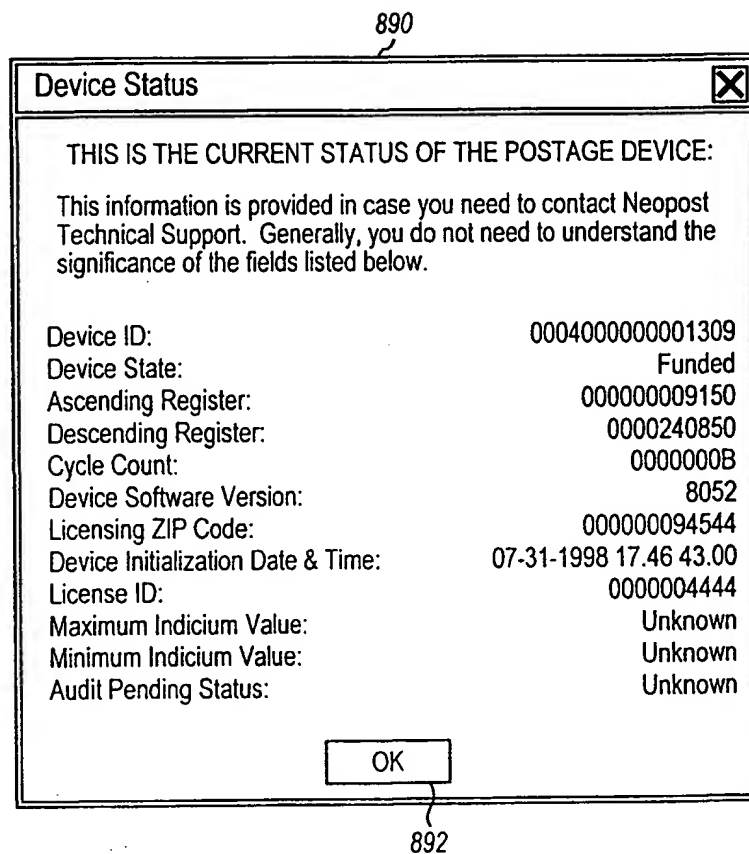 890
Device Status
THIS IS THE CURRENT STATUS OF THE POSTAGE DEVICE:
This information is provided in case you need to contact Neopost
Technical Support. Generally, you do not need to understand the
significance of the fields listed below.
Device ID: 0004000000001309
Device State: Funded
Ascending Register: 000000009150
Descending Register: 0000240850
Cycle Count: 0000000B
Device Software Version: 8052
Licensing ZIP Code: 000000094544
Device Initialization Date & Time: 07-31-1998 17.46 43.00
License ID: 0000004444
Maximum Indicium Value: Unknown
Minimum Indicium Value: Unknown
Audit Pending Status: Unknown
OK
892